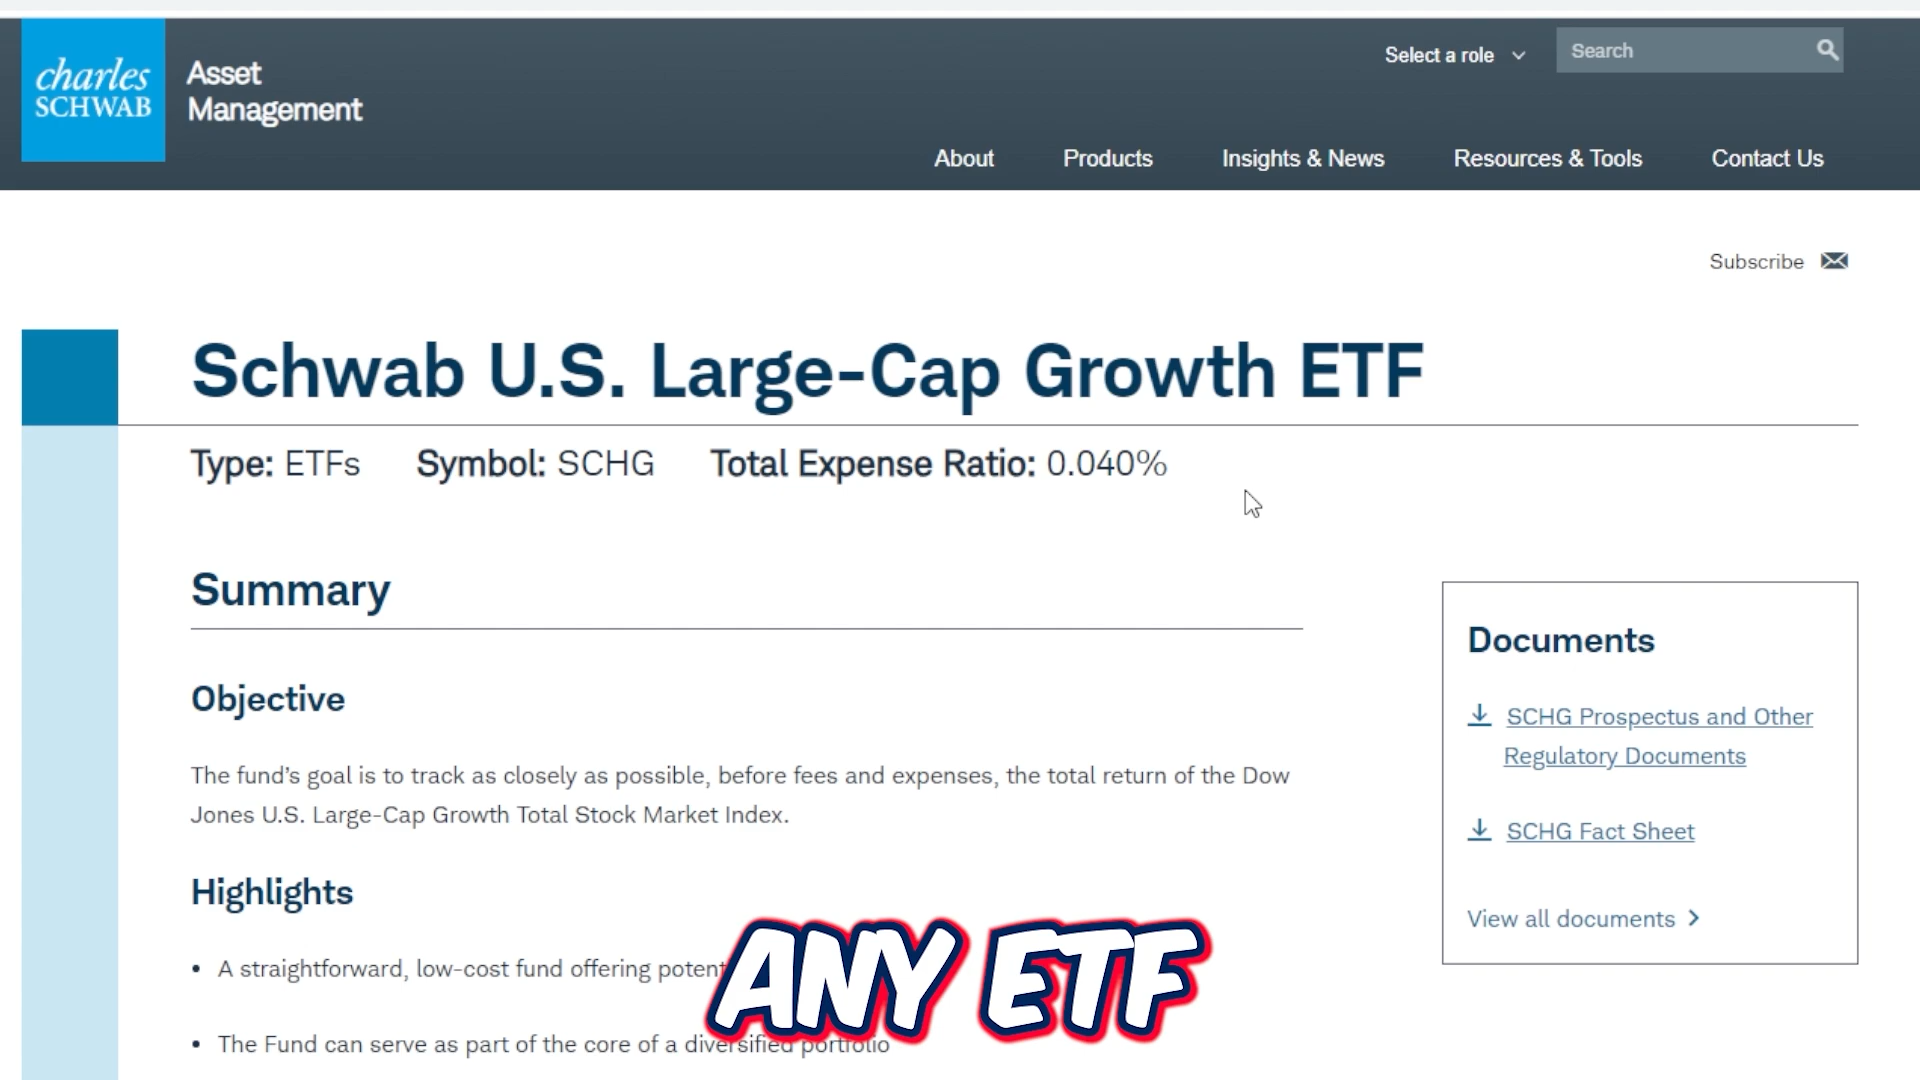 charles
SCHWAB
Asset
Management
Select a role
Search
About Products Insights & News Resources & Tools Contact Us
Subscribe
Schwab U.S. Large-Cap Growth ETF
Type: ETFs Symbol: SCHG Total Expense Ratio: 0.040%
Summary
Objective
The fund's goal is to track as closely as possible, before fees and expenses, the total return of the Dow
Jones U.S. Large-Cap Growth Total Stock Market Index.
Highlights
• A straightforward, low-cost fund offering
• The Fund can serve as part of the core of a diversified portfolio
ANY ETF
Documents
SCHG Prospectus and Other
Regulatory Documents
SCHG Fact Sheet
View all documents